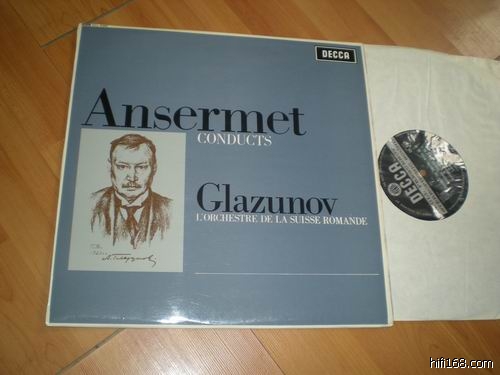 DECCA
Ansermet
CONDUCTS
Glazunov
L'ORCHESTRE DE LA SUISSE ROMANDE
DECCA
hifi168.com